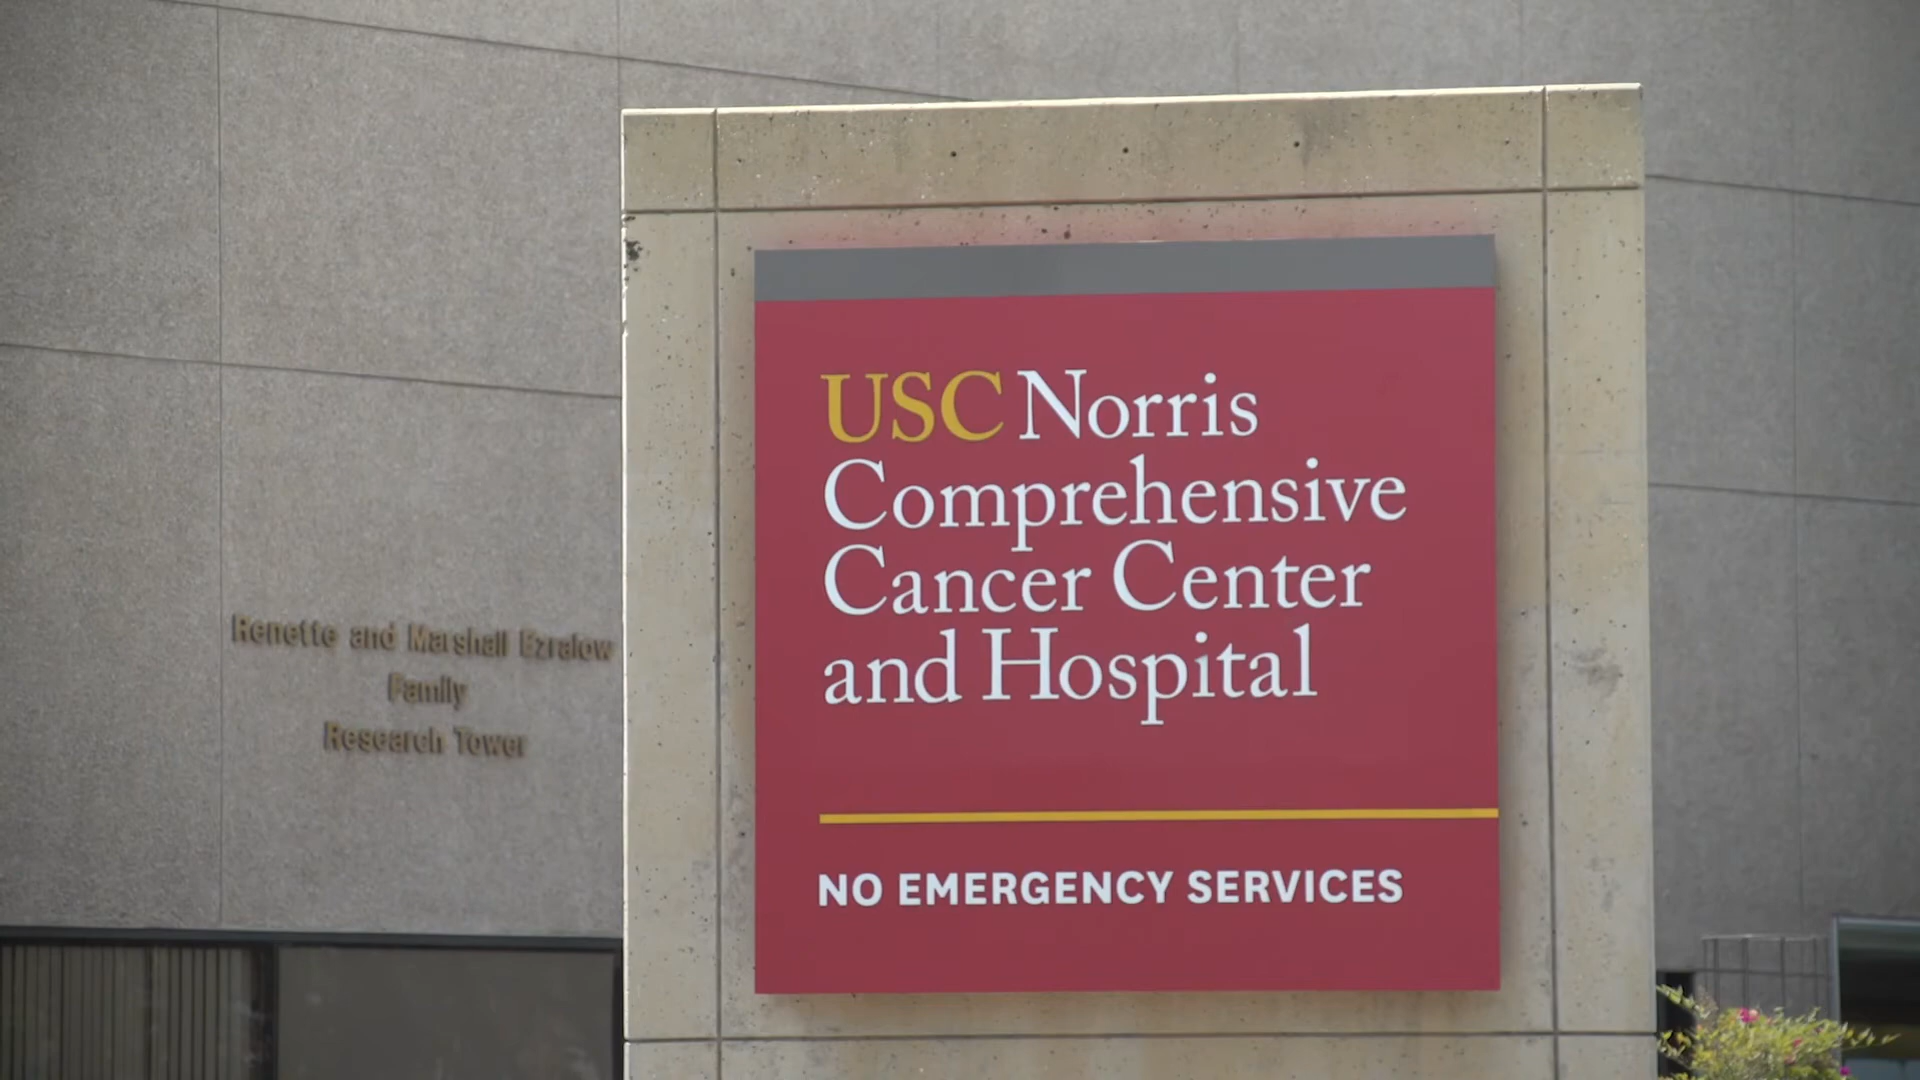 USC Norris
Comprehensive
Cancer Center
and Hospital
NO EMERGENCY SERVICES
Renette and Marshall Ezralow
Family
Research Tower